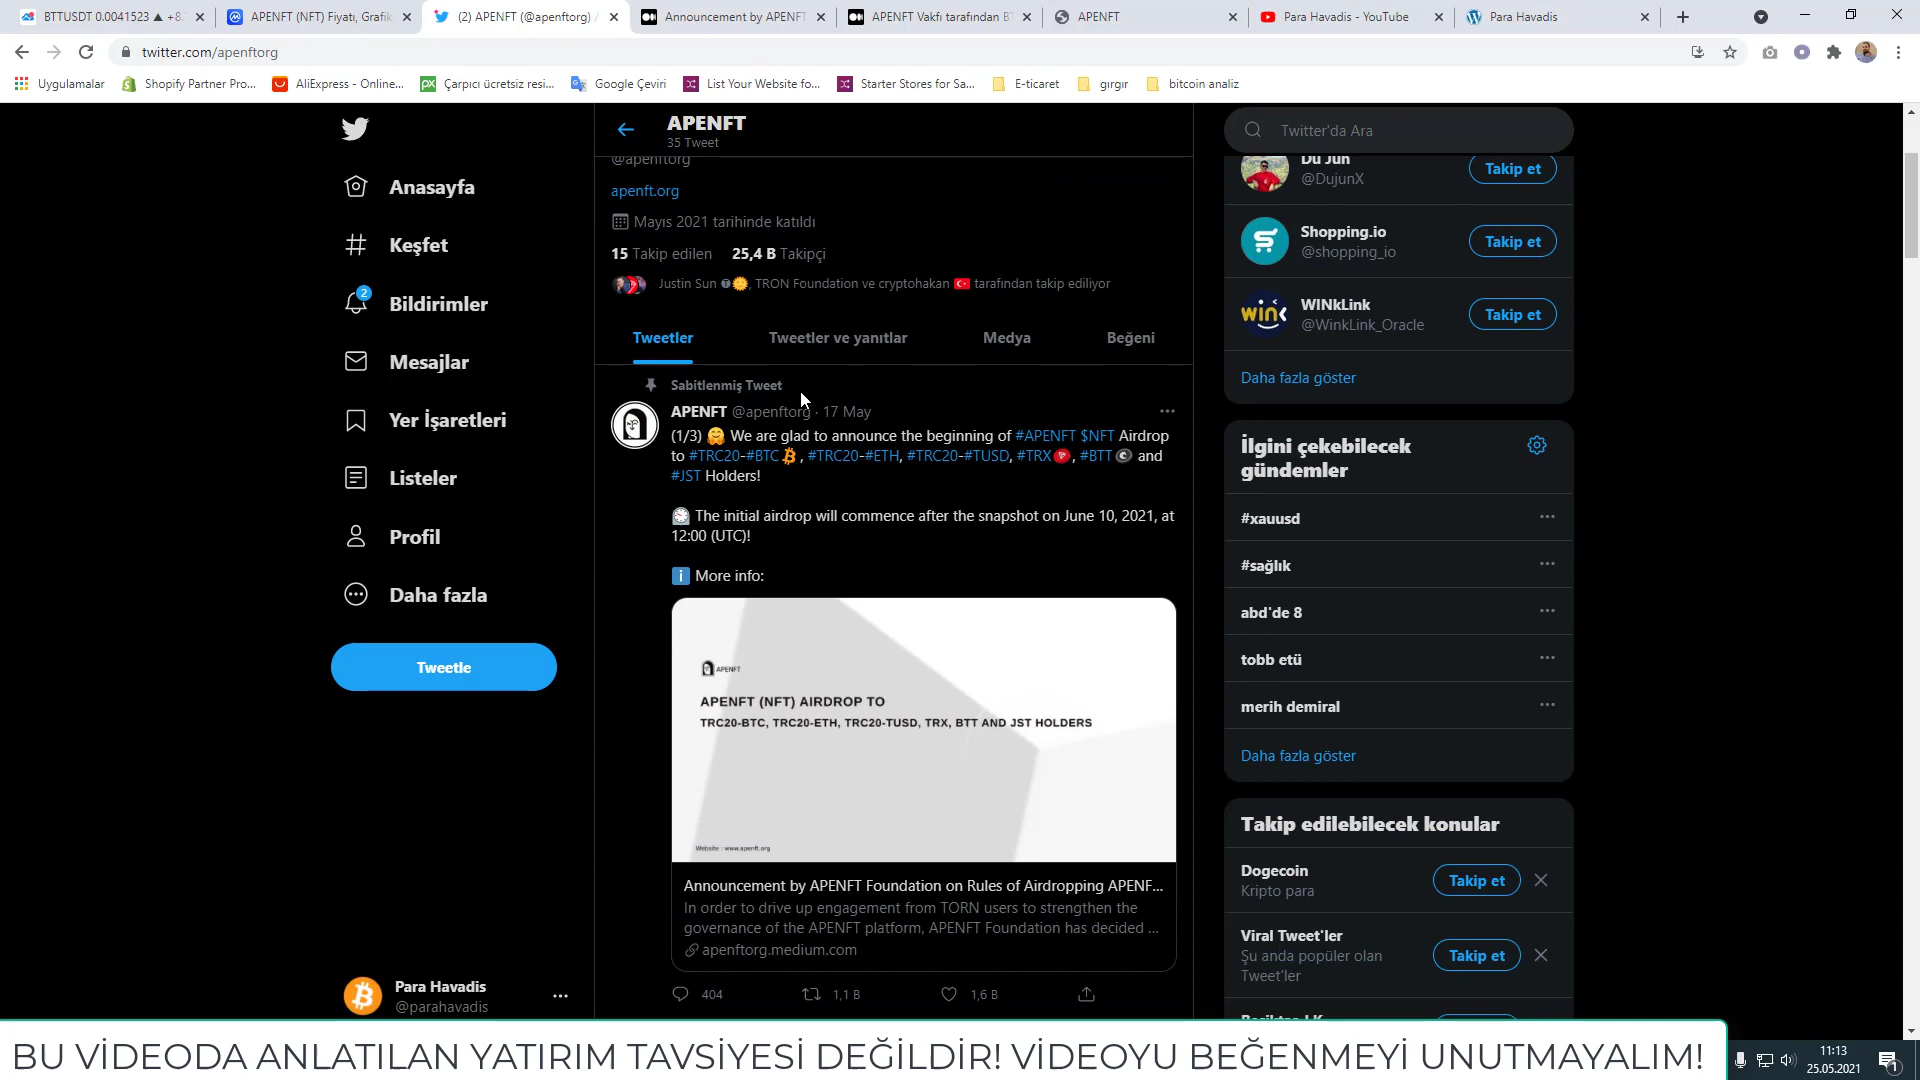 BTTUSDT 0.0041523 ▲ +8
APENFT (NFT) Fiyatı, Grafik
(2) APENFT (@apenftorg) /
Announcement by APENFT
APENFT Vakfı tarafından BT
APENFT
Para Havadis - YouTube
Para Havadis
twitter.com/apenftorg
Uygulamalar
Shopify Partner Pro...
AliExpress - Online...
Çarpıcı ücretsiz resi...
Google Çeviri
List Your Website fo...
Starter Stores for Sa...
E-ticaret
gırgır
bitcoin analiz
Anasayfa
Keşfet
2
Bildirimler
Mesajlar
Yer İşaretleri
Listeler
Profil
Daha fazla
Tweetle
Para Havadis
@parahavadis
APENFT
35 Tweet
@apenftorg
apenft.org
Mayıs 2021 tarihinde katıldı
15 Takip edilen 25,4 B Takipçi
Justin Sun, TRON Foundation ve cryptohakan tarafından takip ediliyor
Tweetler Tweetler ve yanıtlar Medya Beğeni
Sabitlenmiş Tweet
APENFT @apenftorg · 17 May
(1/3) 🤗 We are glad to announce the beginning of #APENFT $NFT Airdrop
to #TRC20-#BTC, #TRC20-#ETH, #TRC20-#TUSD, #TRX, #BTT and
#JST Holders!
The initial airdrop will commence after the snapshot on June 10, 2021, at
12:00 (UTC)!
ℹ More info:
APENFT
APENFT (NFT) AIRDROP TO
TRC20-BTC, TRC20-ETH, TRC20-TUSD, TRX, BTT AND JST HOLDERS
Website : www.apenft.org
Announcement by APENFT Foundation on Rules of Airdropping APENF...
In order to drive up engagement from TORN users to strengthen the
governance of the APENFT platform, APENFT Foundation has decided ...
apenftorg.medium.com
404 1,1 B 1,6 B
Twitter'da Ara
Du Jun
@DujunX
Takip et
Shopping.io
@shopping_io
Takip et
WINkLink
@WinkLink_Oracle
Takip et
Daha fazla göster
İlgini çekebilecek
gündemler
#xauusd
#sağlık
abd'de 8
tobb etü
merih demiral
Daha fazla göster
Takip edilebilecek konular
Dogecoin
Kripto para
Takip et
Viral Tweet'ler
Şu anda popüler olan
Tweet'ler
Takip et
BU VİDEODA ANLATILAN YATIRIM TAVSİYESİ DEĞİLDİR! VİDEOYU BEĞENMEYİ UNUTMAYALIM!
11:13
25.05.2021
1